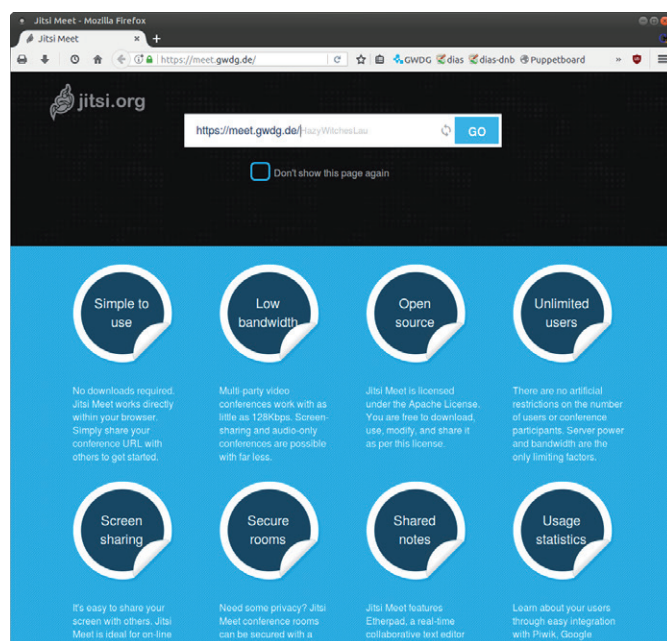 Jitsi Meet - Mozilla Firefox
Jitsi Meet × +
https://meet.gwdg.de/ GWDG dias dias-dnb Puppetboard »
jitsi.org
https://meet.gwdg.de/HazyWitchesLau GO
Don't show this page again
Simple to
use
Low
bandwidth
Open
source
Unlimited
users
No downloads required.
Jitsi Meet works directly
within your browser.
Simply share your
conference URL with
others to get started.
Multi-party video
conferences work with as
little as 128Kbps. Screen-
sharing and audio-only
conferences are possible
with far less.
Jitsi Meet is licensed
under the Apache License.
You are free to download,
use, modify, and share it
as per this license.
There are no artificial
restrictions on the number
of users or conference
participants. Server power
and bandwidth are the
only limiting factors.
Screen
sharing
Secure
rooms
Shared
notes
Usage
statistics
It's easy to share your
screen with others. Jitsi
Meet is ideal for on-line
Need some privacy? Jitsi
Meet conference rooms
can be secured with a
Jitsi Meet features
Etherpad, a real-time
collaborative text editor
Learn about your users
through easy integration
with Piwik, Google